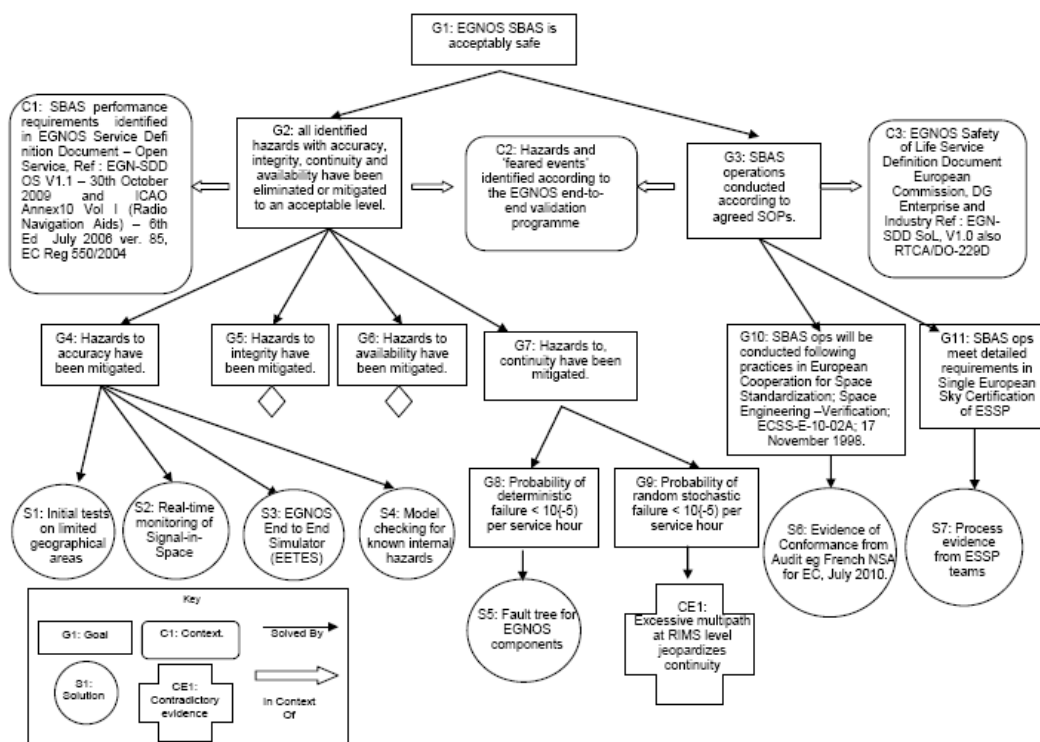 G1: EGNOS SBAS is
acceptably safe
C1: SBAS performance
requirements identified
in EGNOS Service Defi
nition Document – Open
Service, Ref : EGN-SDD
OS V1.1 – 30th October
2009 and ICAO
Annex10 Vol I (Radio
Navigation Aids) – 6th
Ed July 2006 ver. 85,
EC Reg 550/2004
G2: all identified
hazards with accuracy,
integrity, continuity and
availability have been
eliminated or mitigated
to an acceptable level.
C2: Hazards and
'feared events'
identified according to
the EGNOS end-to-
end validation
programme
G3: SBAS
operations
conducted
according to
agreed SOPs.
C3: EGNOS Safety
of Life Service
Definition Document
European
Commission, DG
Enterprise and
Industry Ref : EGN-
SDD SoL, V1.0 also
RTCA/DO-229D
G4: Hazards to
accuracy have
been mitigated.
G5: Hazards to
integrity have
been mitigated.
G6: Hazards to
availability have
been mitigated.
G7: Hazards to,
continuity have been
mitigated.
G10: SBAS ops will be
conducted following
practices in European
Cooperation for Space
Standardization; Space
Engineering –Verification;
ECSS-E-10-02A; 17
November 1998.
G11: SBAS ops
meet detailed
requirements in
Single European
Sky Certification
of ESSP
S1: Initial tests
on limited
geographical
areas
S2: Real-time
monitoring of
Signal-in-
Space
S3: EGNOS
End to End
Simulator
(EETES)
S4: Model
checking for
known internal
hazards
G8: Probability of
deterministic
failure < 10{-5} per
service hour
G9: Probability of
random stochastic
failure < 10{-5} per
service hour
S5: Fault tree for
EGNOS
components
CE1:
Excessive multipath
at RIMS level
jeopardizes
continuity
S6: Evidence of
Conformance from
Audit eg French NSA
for EC, July 2010.
S7: Process
evidence
from ESSP
teams
Key
G1: Goal
C1: Context.
Solved By
S1:
Solution
CE1:
Contradictory
evidence
In Context
Of